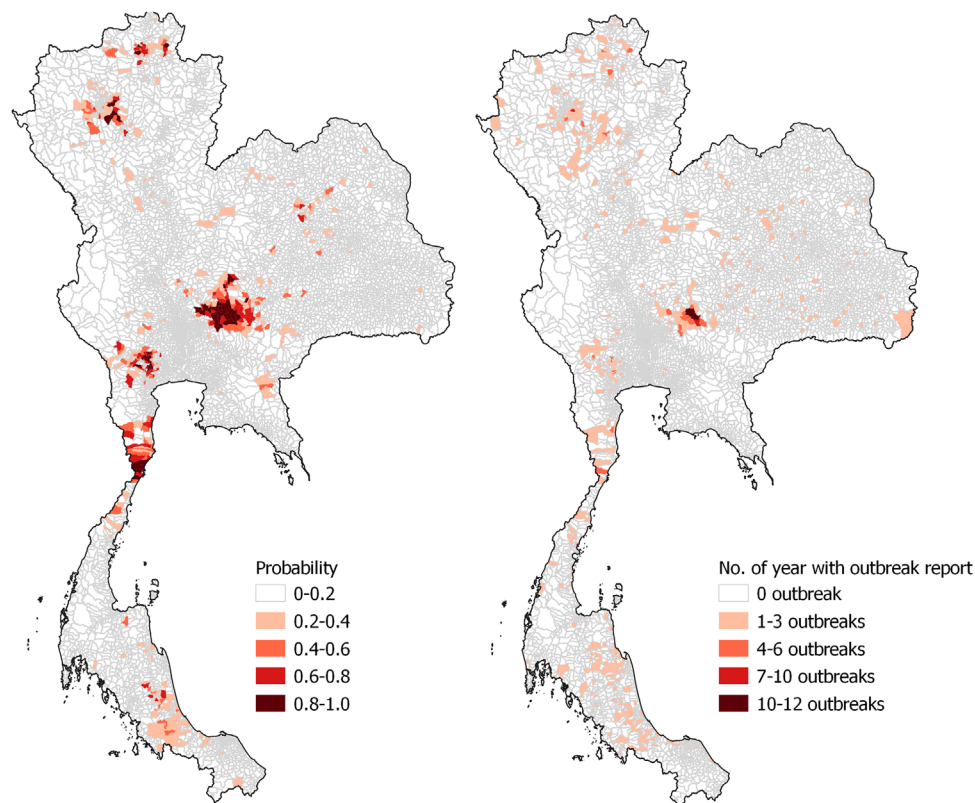 Probability
0-0.2
0.2-0.4
0.4-0.6
0.6-0.8
0.8-1.0
No. of year with outbreak report
0 outbreak
1-3 outbreaks
4-6 outbreaks
7-10 outbreaks
10-12 outbreaks